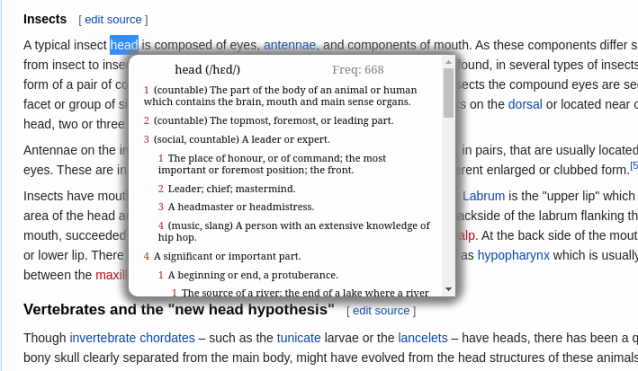 Insects [ edit source ]
A typical insect head is composed of eyes, antennae, and components of mouth. As these components differ s
from insect to inse found, in several types of insects
form of a pair of co sects the compound eyes are se
facet or group of s s on the dorsal or located near o
head, two or three
Antennae on the in in pairs, that are usually located
eyes. These are in erent enlarged or clubbed form.[5
Insects have mout Labrum is the "upper lip" which
area of the head a ackside of the labrum flanking th
mouth, succeeded alp. At the back side of the mout
or lower lip. There as hypopharynx which is usually
between the maxil
head (/hɛd/) Freq: 668
1 (countable) The part of the body of an animal or human
which contains the brain, mouth and main sense organs.
2 (countable) The topmost, foremost, or leading part.
3 (social, countable) A leader or expert.
1 The place of honour, or of command; the most
important or foremost position; the front.
2 Leader; chief; mastermind.
3 A headmaster or headmistress.
4 (music, slang) A person with an extensive knowledge of
hip hop.
4 A significant or important part.
1 A beginning or end, a protuberance.
1 The source of a river; the end of a lake where a river
Vertebrates and the "new head hypothesis" [ edit source ]
Though invertebrate chordates – such as the tunicate larvae or the lancelets – have heads, there has been a q
bony skull clearly separated from the main body, might have evolved from the head structures of these animals